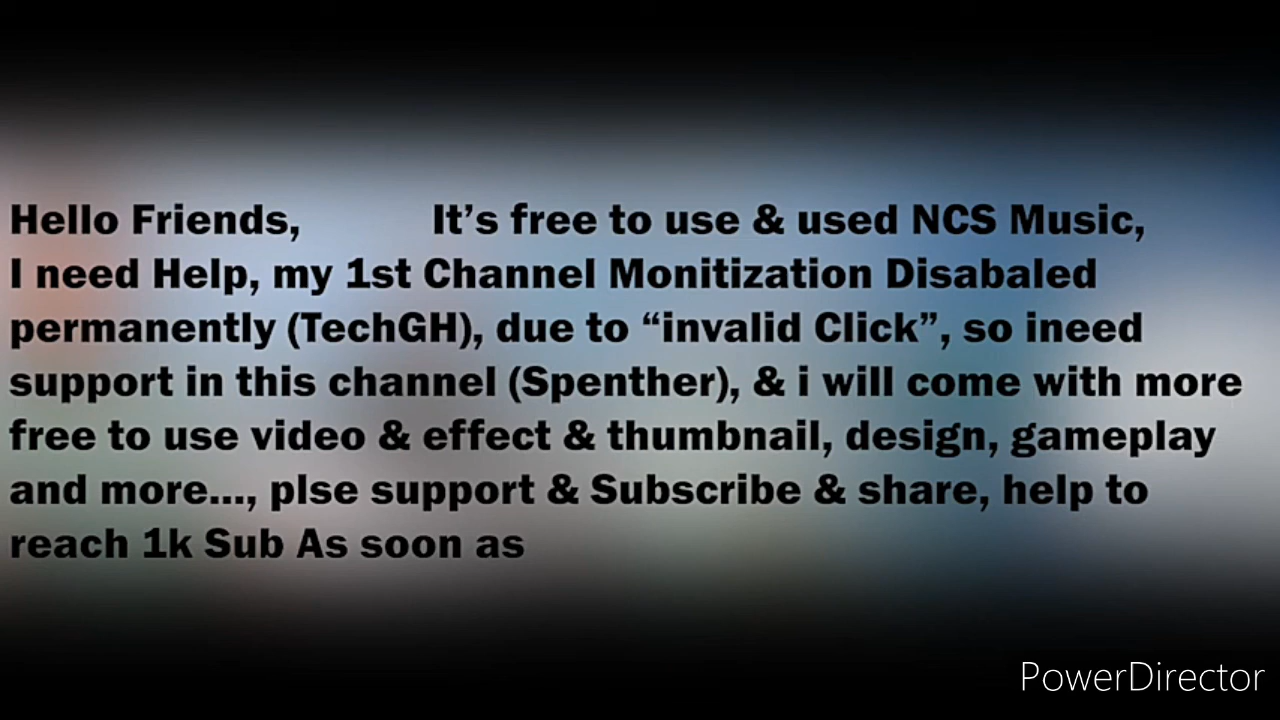 Hello Friends, It’s free to use & used NCS Music,
I need Help, my 1st Channel Monitization Disabaled
permanently (TechGH), due to “invalid Click”, so ineed
support in this channel (Spenther), & i will come with more
free to use video & effect & thumbnail, design, gameplay
and more..., plse support & Subscribe & share, help to
reach 1k Sub As soon as
PowerDirector